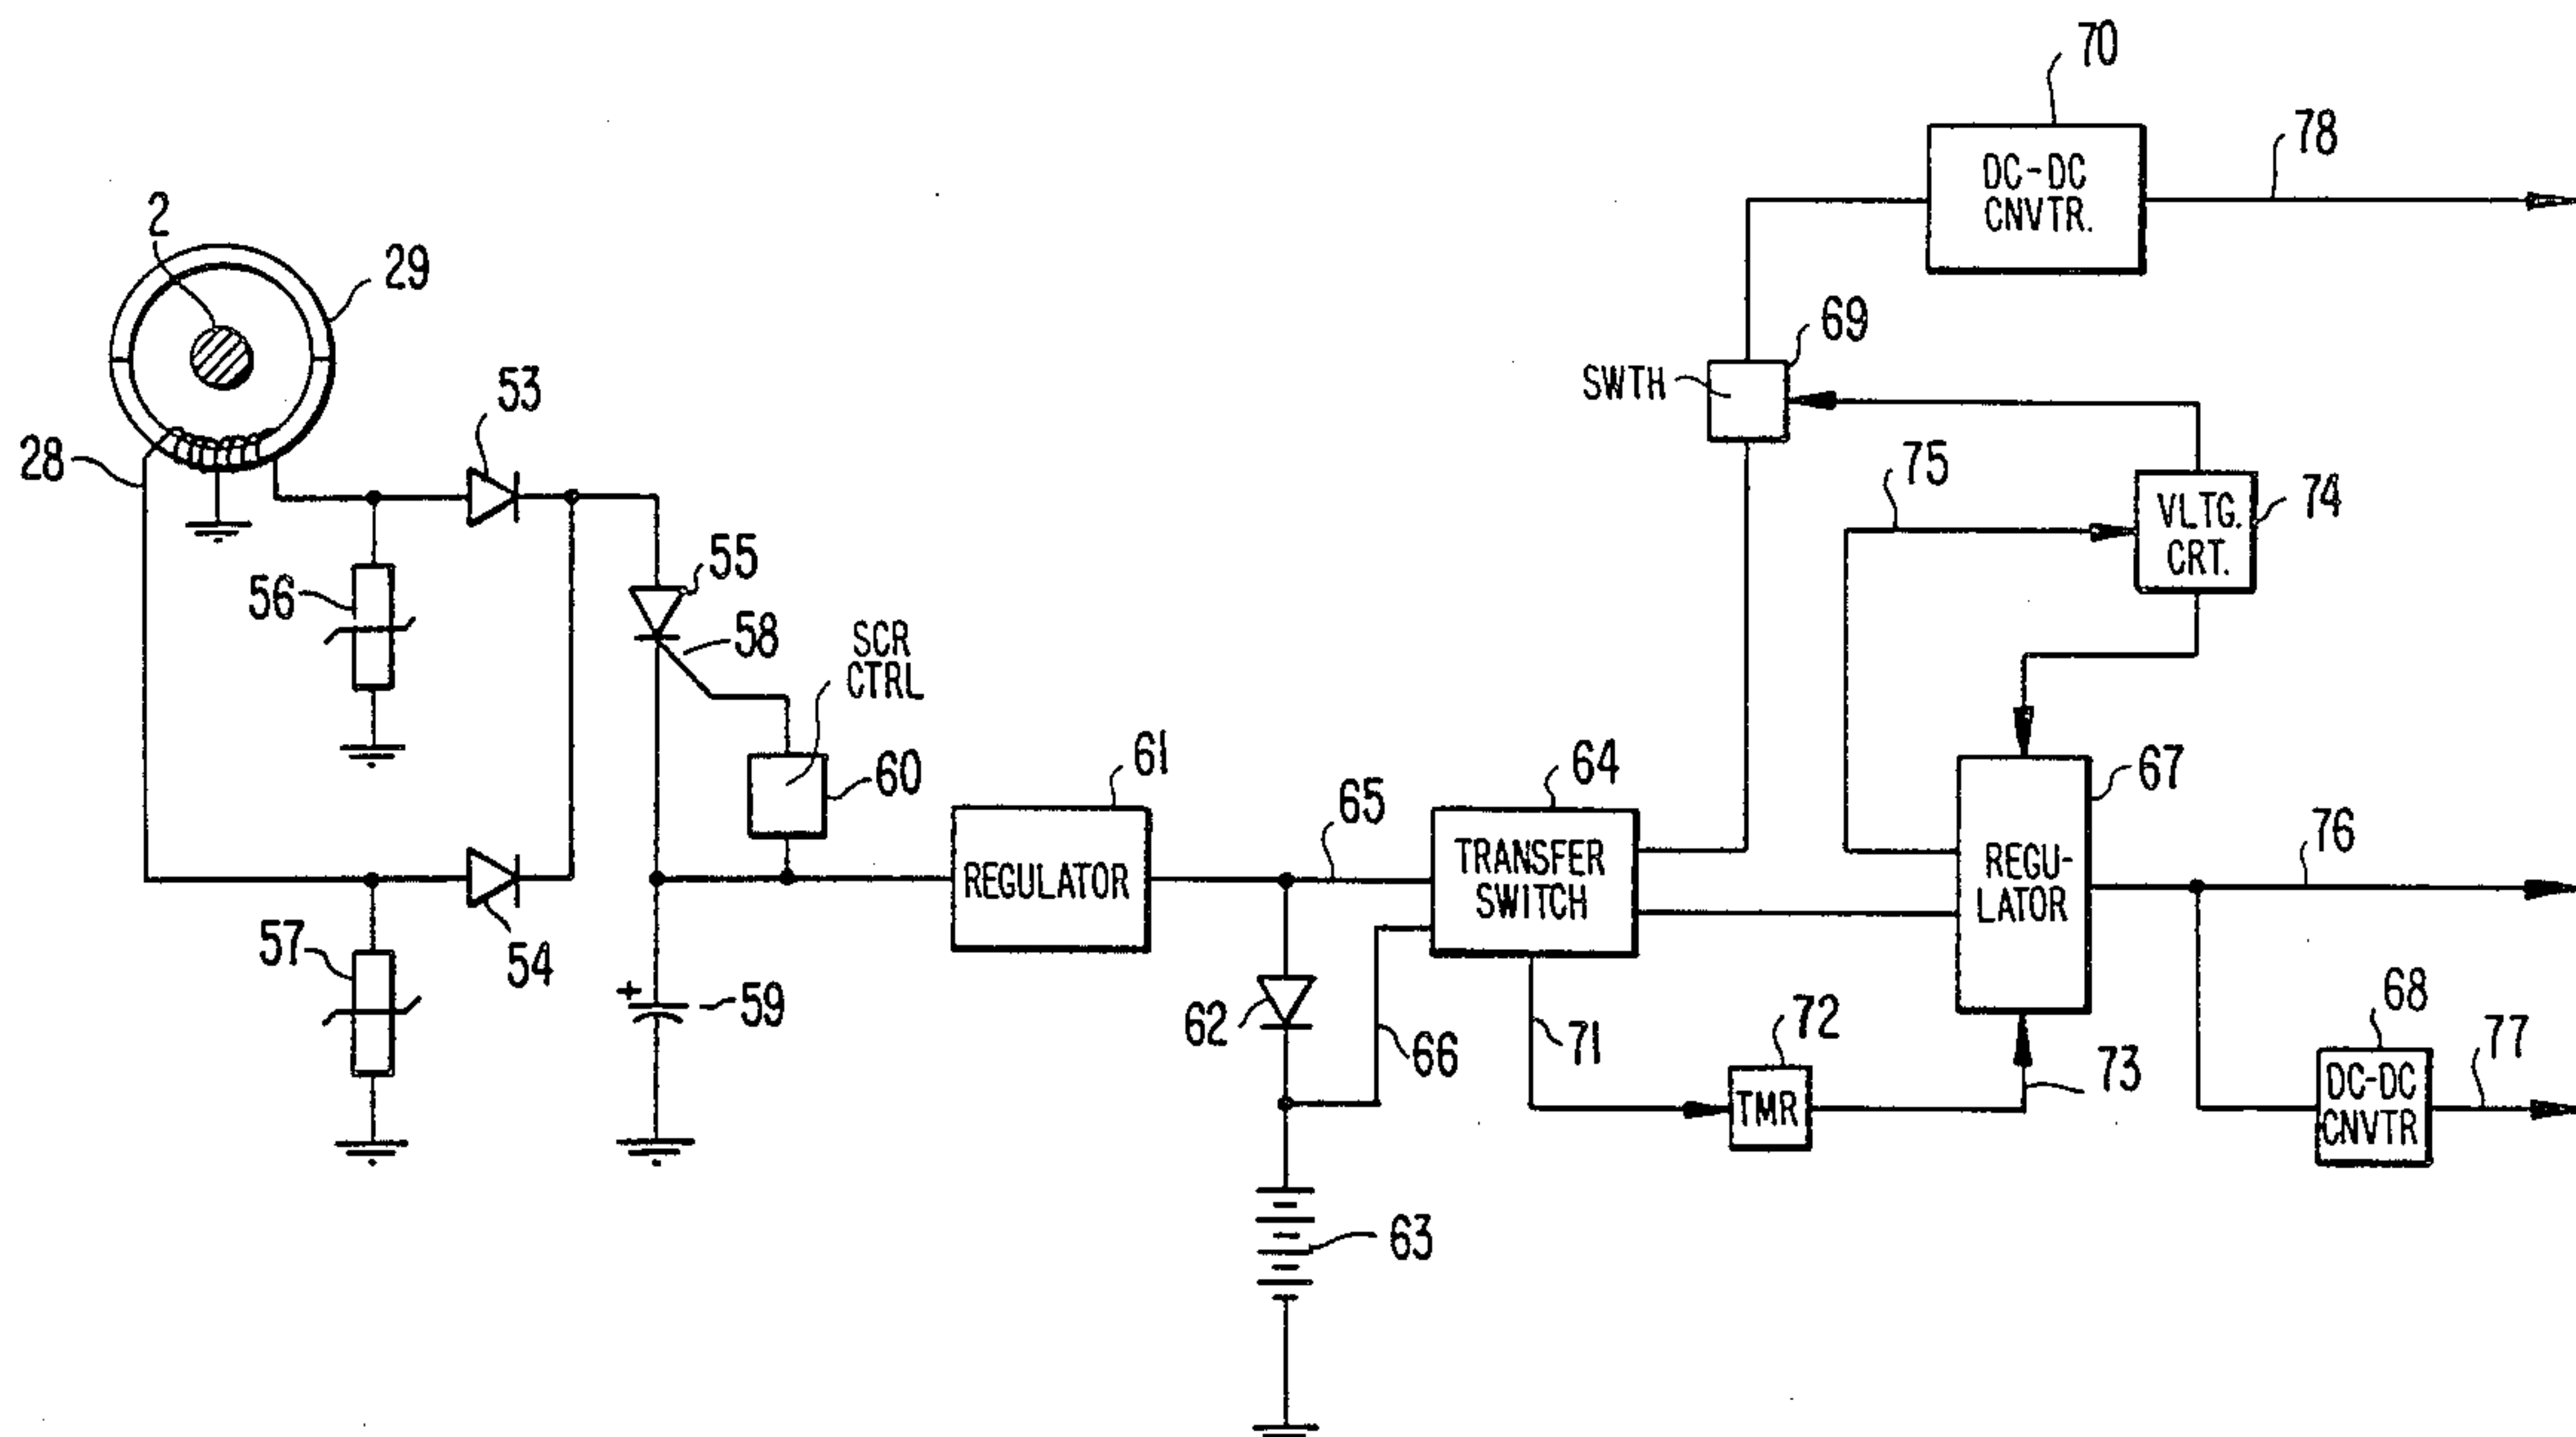 70
DC-DC
CNVTR.
78
2
29
69
SWTH
53
28
75
VLTG.
CRT.
74
55
56
58
SCR
CTRL
60
61
REGULATOR
65
64
TRANSFER
SWITCH
67
REGU-
LATOR
76
57
54
59
62
66
71
72
TMR
73
68
DC-DC
CNVTR
77
63